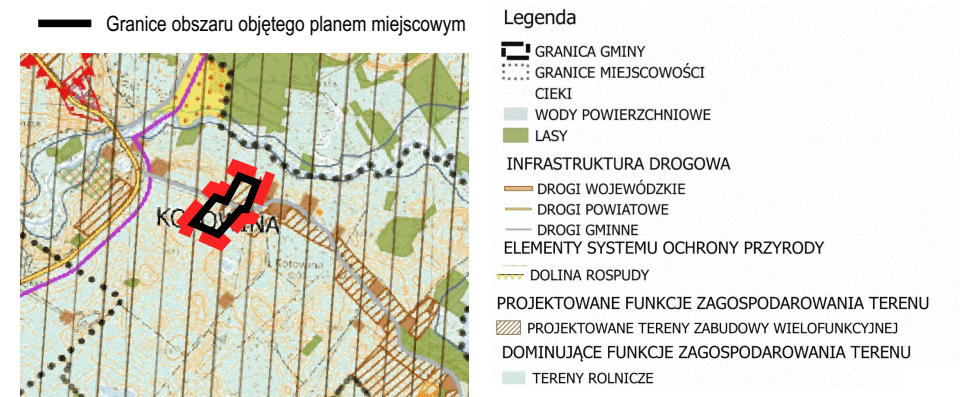 Granice obszaru objętego planem miejscowym
KOTOWINA
Kotowina
Legenda
GRANICA GMINY
GRANICE MIEJSCOWOŚCI
CIEKI
WODY POWIERZCHNIOWE
LASY
INFRASTRUKTURA DROGOWA
DROGI WOJEWÓDZKIE
DROGI POWIATOWE
DROGI GMINNE
ELEMENTY SYSTEMU OCHRONY PRZYRODY
DOLINA ROSPUDY
PROJEKTOWANE FUNKCJE ZAGOSPODAROWANIA TERENU
PROJEKTOWANE TERENY ZABUDOWY WIELOFUNKCYJNEJ
DOMINUJĄCE FUNKCJE ZAGOSPODAROWANIA TERENU
TERENY ROLNICZE